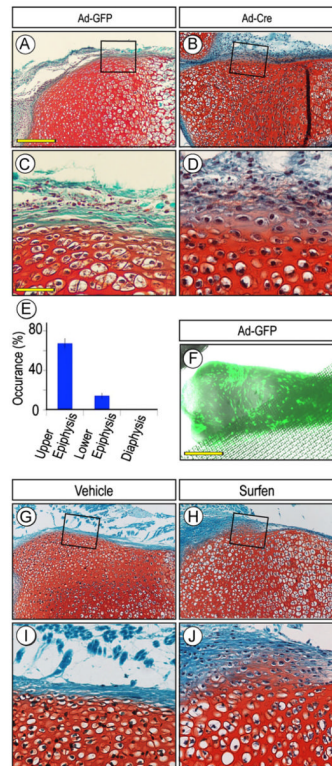 Ad-GFP Ad-Cre
A B
C D
E
Occurance (%)
80
40
0
Upper Epiphysis
Lower Epiphysis
Diaphysis
Ad-GFP
F
Vehicle Surfen
G H
I J